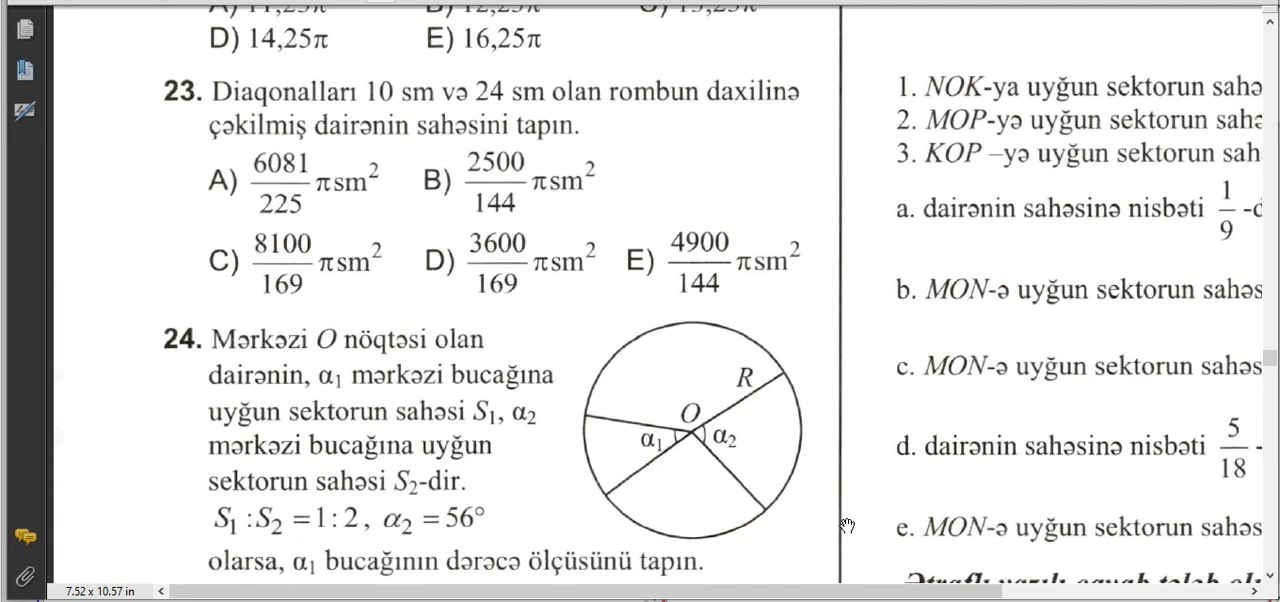 D) 14,25π E) 16,25π
23. Diaqonalları 10 sm və 24 sm olan rombun daxilinə
çəkilmiş dairənin sahəsini tapın.
A) 6081/225 πsm² B) 2500/144 πsm²
C) 8100/169 πsm² D) 3600/169 πsm² E) 4900/144 πsm²
24. Mərkəzi O nöqtəsi olan
dairənin, α₁ mərkəzi bucağına
uyğun sektorun sahəsi S₁, α₂
mərkəzi bucağına uyğun
sektorun sahəsi S₂-dir.
S₁ : S₂ = 1 : 2, α₂ = 56°
olarsa, α₁ bucağının dərəcə ölçüsünü tapın.
R
O
α₁ α₂
1. NOK-ya uyğun sektorun sahə
2. MOP-yə uyğun sektorun sahə
3. KOP –yə uyğun sektorun sah
a. dairənin sahəsinə nisbəti 1/9 -d
b. MON-ə uyğun sektorun sahəs
c. MON-ə uyğun sektorun sahəs
d. dairənin sahəsinə nisbəti 5/18 -
e. MON-ə uyğun sektorun sahəs
7.52 x 10.57 in